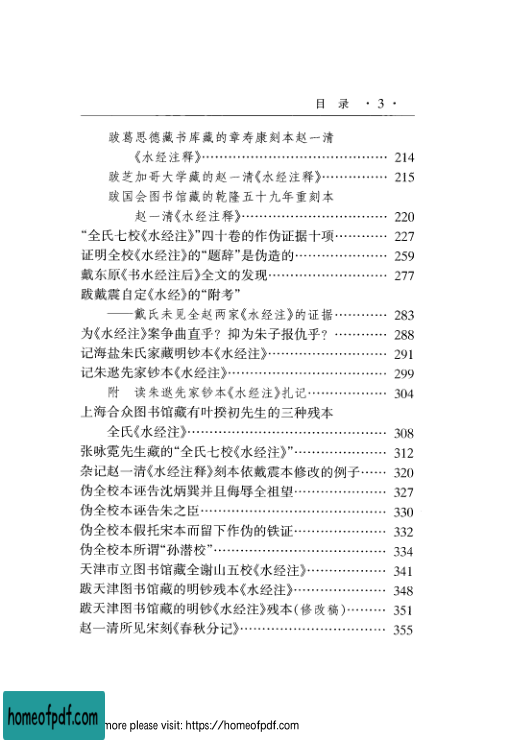 目 录 · 3 ·
跋葛思德藏书库藏的章寿康刻本赵一清
《水经注释》…………………………………… 214
跋芝加哥大学藏的赵一清《水经注释》…………… 215
跋国会图书馆藏的乾隆五十九年重刻本
赵一清《水经注释》…………………………… 220
“全氏七校《水经注》”四十卷的作伪证据十项………… 227
证明全校《水经注》的“题辞”是伪造的………………… 259
戴东原《书水经注后》全文的发现……………………… 277
跋戴震自定《水经》的“附考”
——戴氏未见全赵两家《水经注》的证据………… 283
为《水经注》案争曲直乎？抑为朱子报仇乎？………… 288
记海盐朱氏家藏明钞本《水经注》……………………… 291
记朱逖先家钞本《水经注》……………………………… 299
附 读朱逖先家钞本《水经注》札记……………… 304
上海合众图书馆藏有叶揆初先生的三种残本
全氏《水经注》……………………………………… 308
张咏霓先生藏的“全氏七校《水经注》”………………… 312
杂记赵一清《水经注释》刻本依戴震本修改的例子…… 320
伪全校本诬告沈炳巽并且侮辱全祖望………………… 327
伪全校本诬告朱之臣…………………………………… 330
伪全校本假托宋本而留下作伪的铁证………………… 332
伪全校本所谓“孙潜校”………………………………… 334
天津市立图书馆藏全谢山五校《水经注》……………… 341
跋天津图书馆藏的明钞残本《水经注》………………… 348
跋天津图书馆藏的明钞《水经注》残本（修改稿）……… 351
赵一清所见宋刻《春秋分记》…………………………… 355
homeofpdf.com
more please visit: https://homeofpdf.com